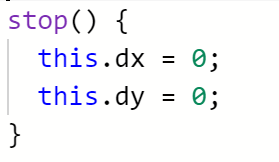 stop() {
  this.dx = 0;
  this.dy = 0;
}